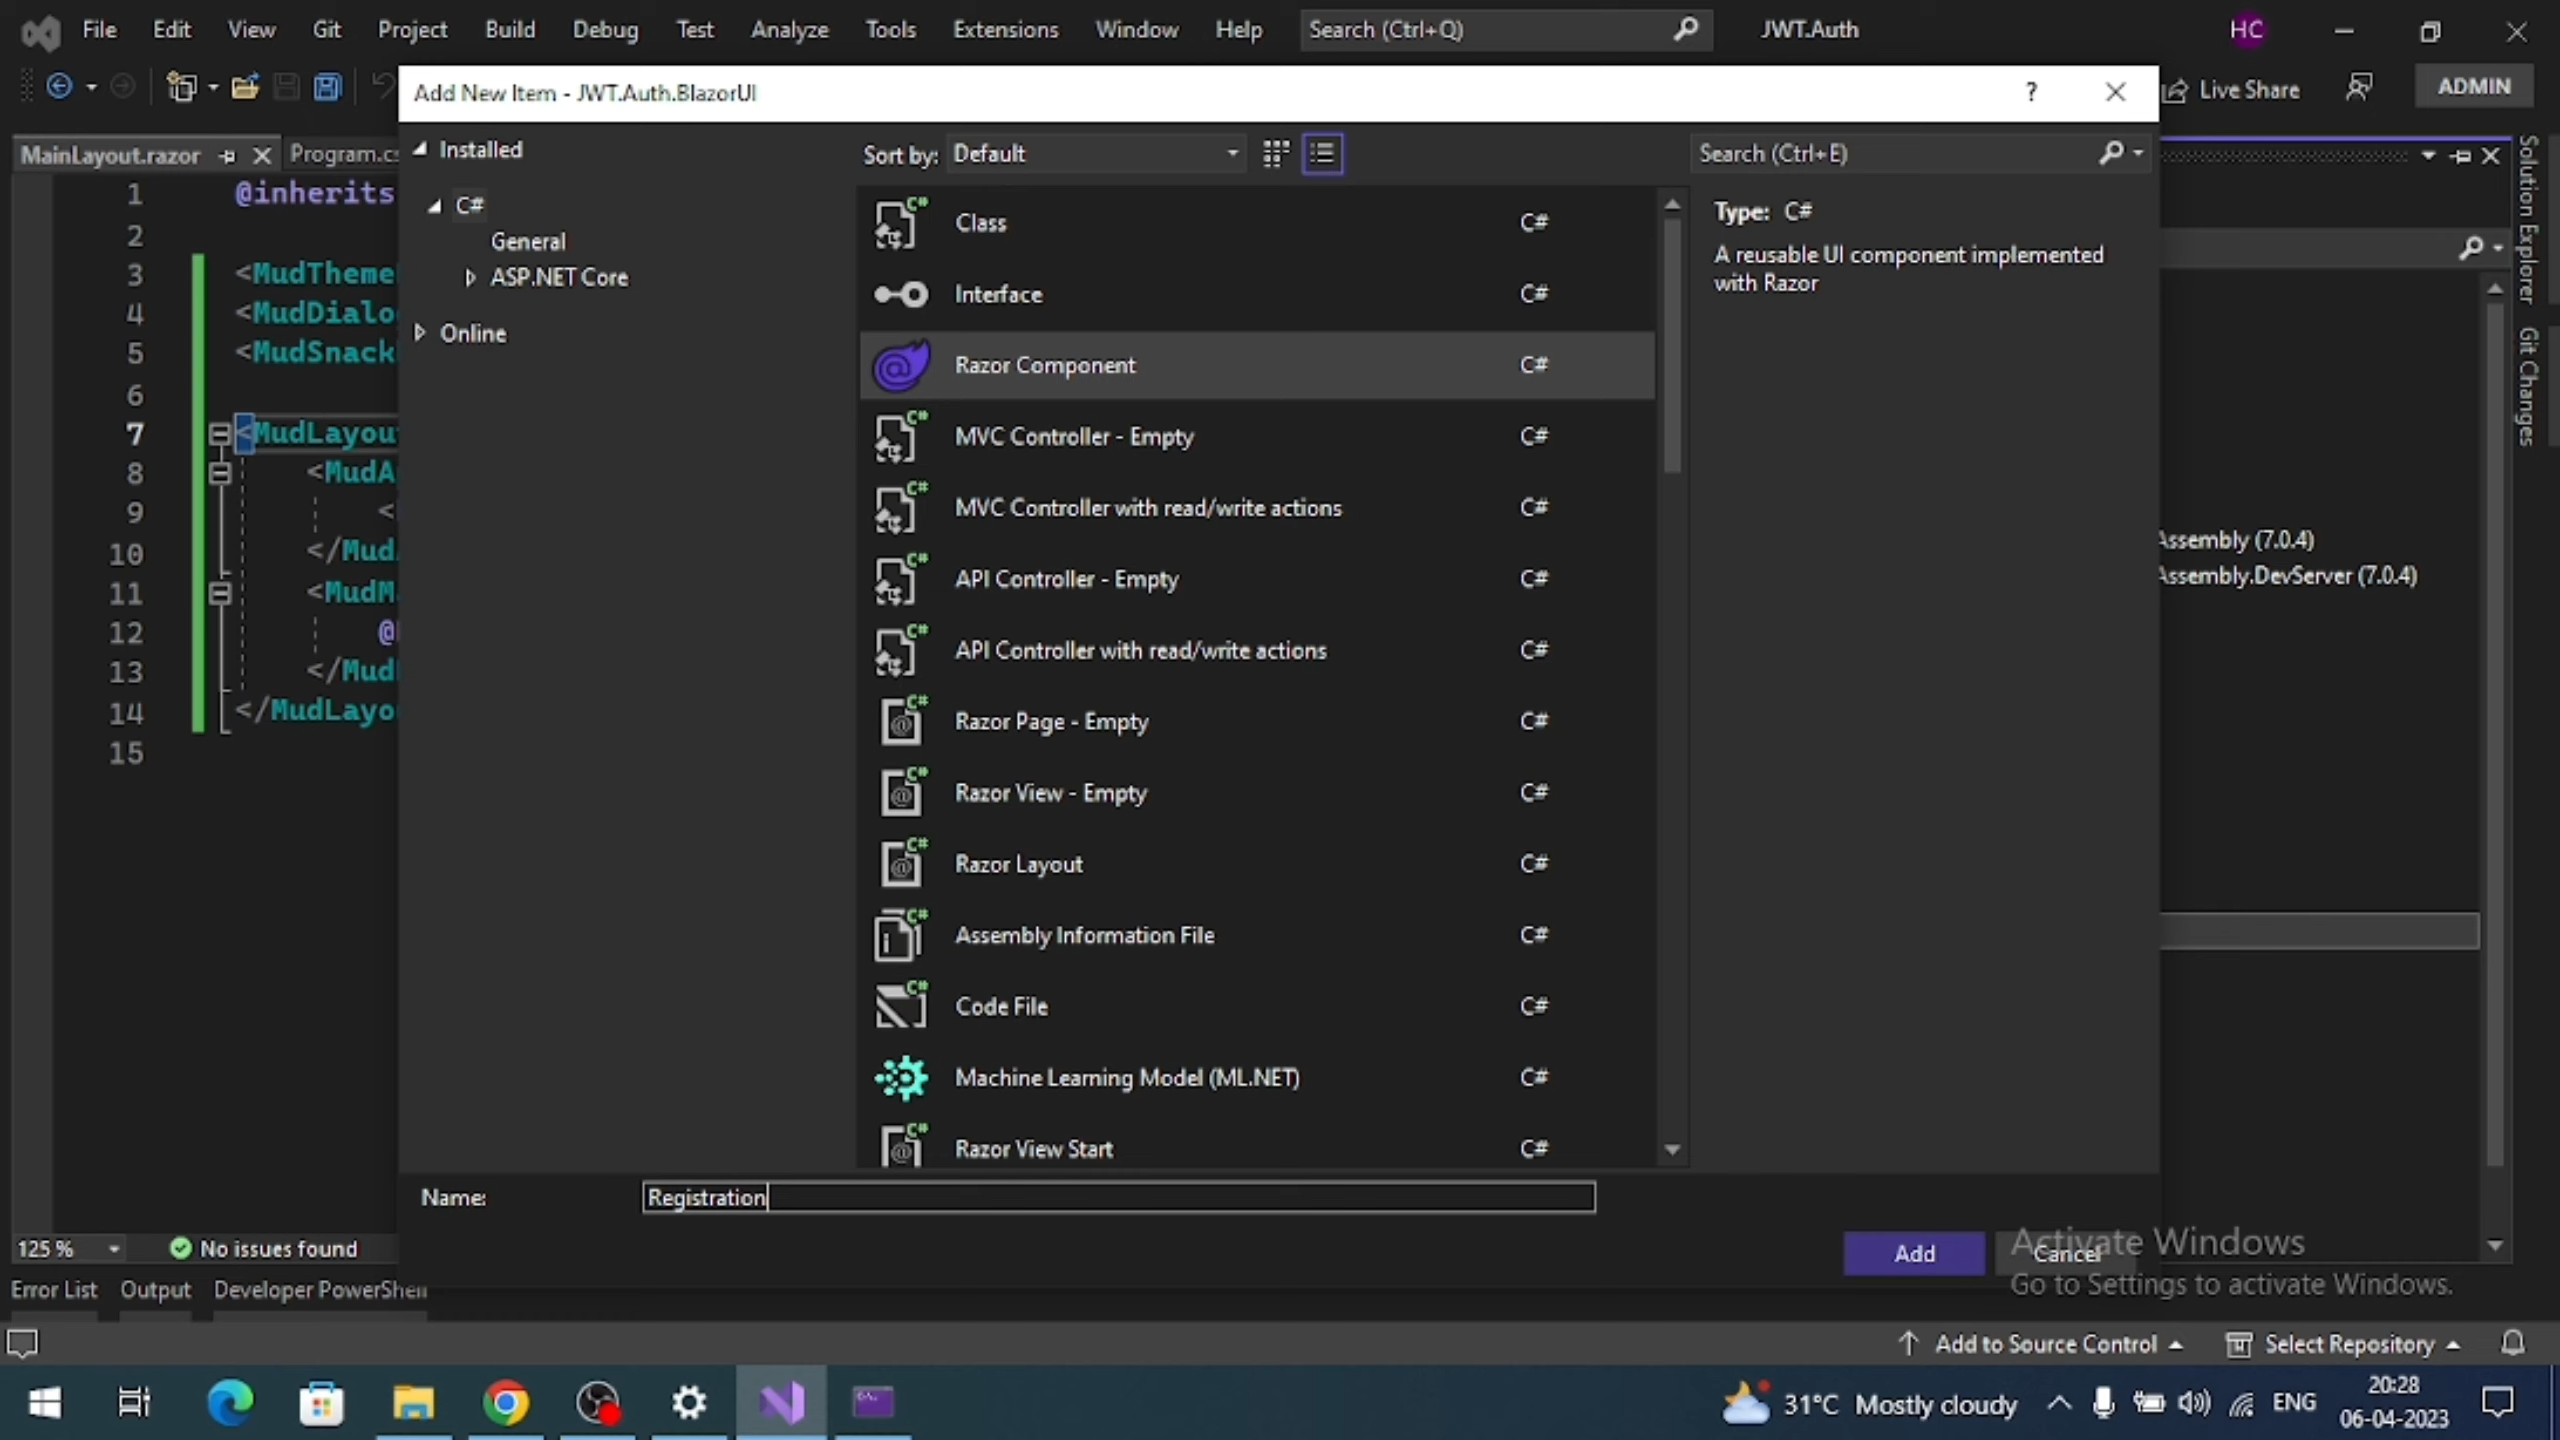 File Edit View Git Project Build Debug Test Analyze Tools Extensions Window Help Search (Ctrl+Q) JWT.Auth HC
Live Share ADMIN
Add New Item - JWT.Auth.BlazorUI ?
MainLayout.razor Program.cs
1 @inherits
2
3 <MudTheme
4 <MudDialo
5 <MudSnack
6
7 <MudLayout
8 <MudA
9 <
10 </Mud
11 <MudM
12 @
13 </Mud
14 </MudLayo
15
Installed
C#
General
ASP.NET Core
Online
Sort by: Default
Search (Ctrl+E)
Class C#
Interface C#
Razor Component C#
MVC Controller - Empty C#
MVC Controller with read/write actions C#
API Controller - Empty C#
API Controller with read/write actions C#
Razor Page - Empty C#
Razor View - Empty C#
Razor Layout C#
Assembly Information File C#
Code File C#
Machine Learning Model (ML.NET) C#
Razor View Start C#
Type: C#
A reusable UI component implemented
with Razor
Assembly (7.0.4)
Assembly.DevServer (7.0.4)
Solution Explorer
Git Changes
Name: Registration
Add Cancel
Activate Windows
Go to Settings to activate Windows.
125 % No issues found
Error List Output Developer PowerShell
Add to Source Control Select Repository
31°C Mostly cloudy ENG
20:28
06-04-2023